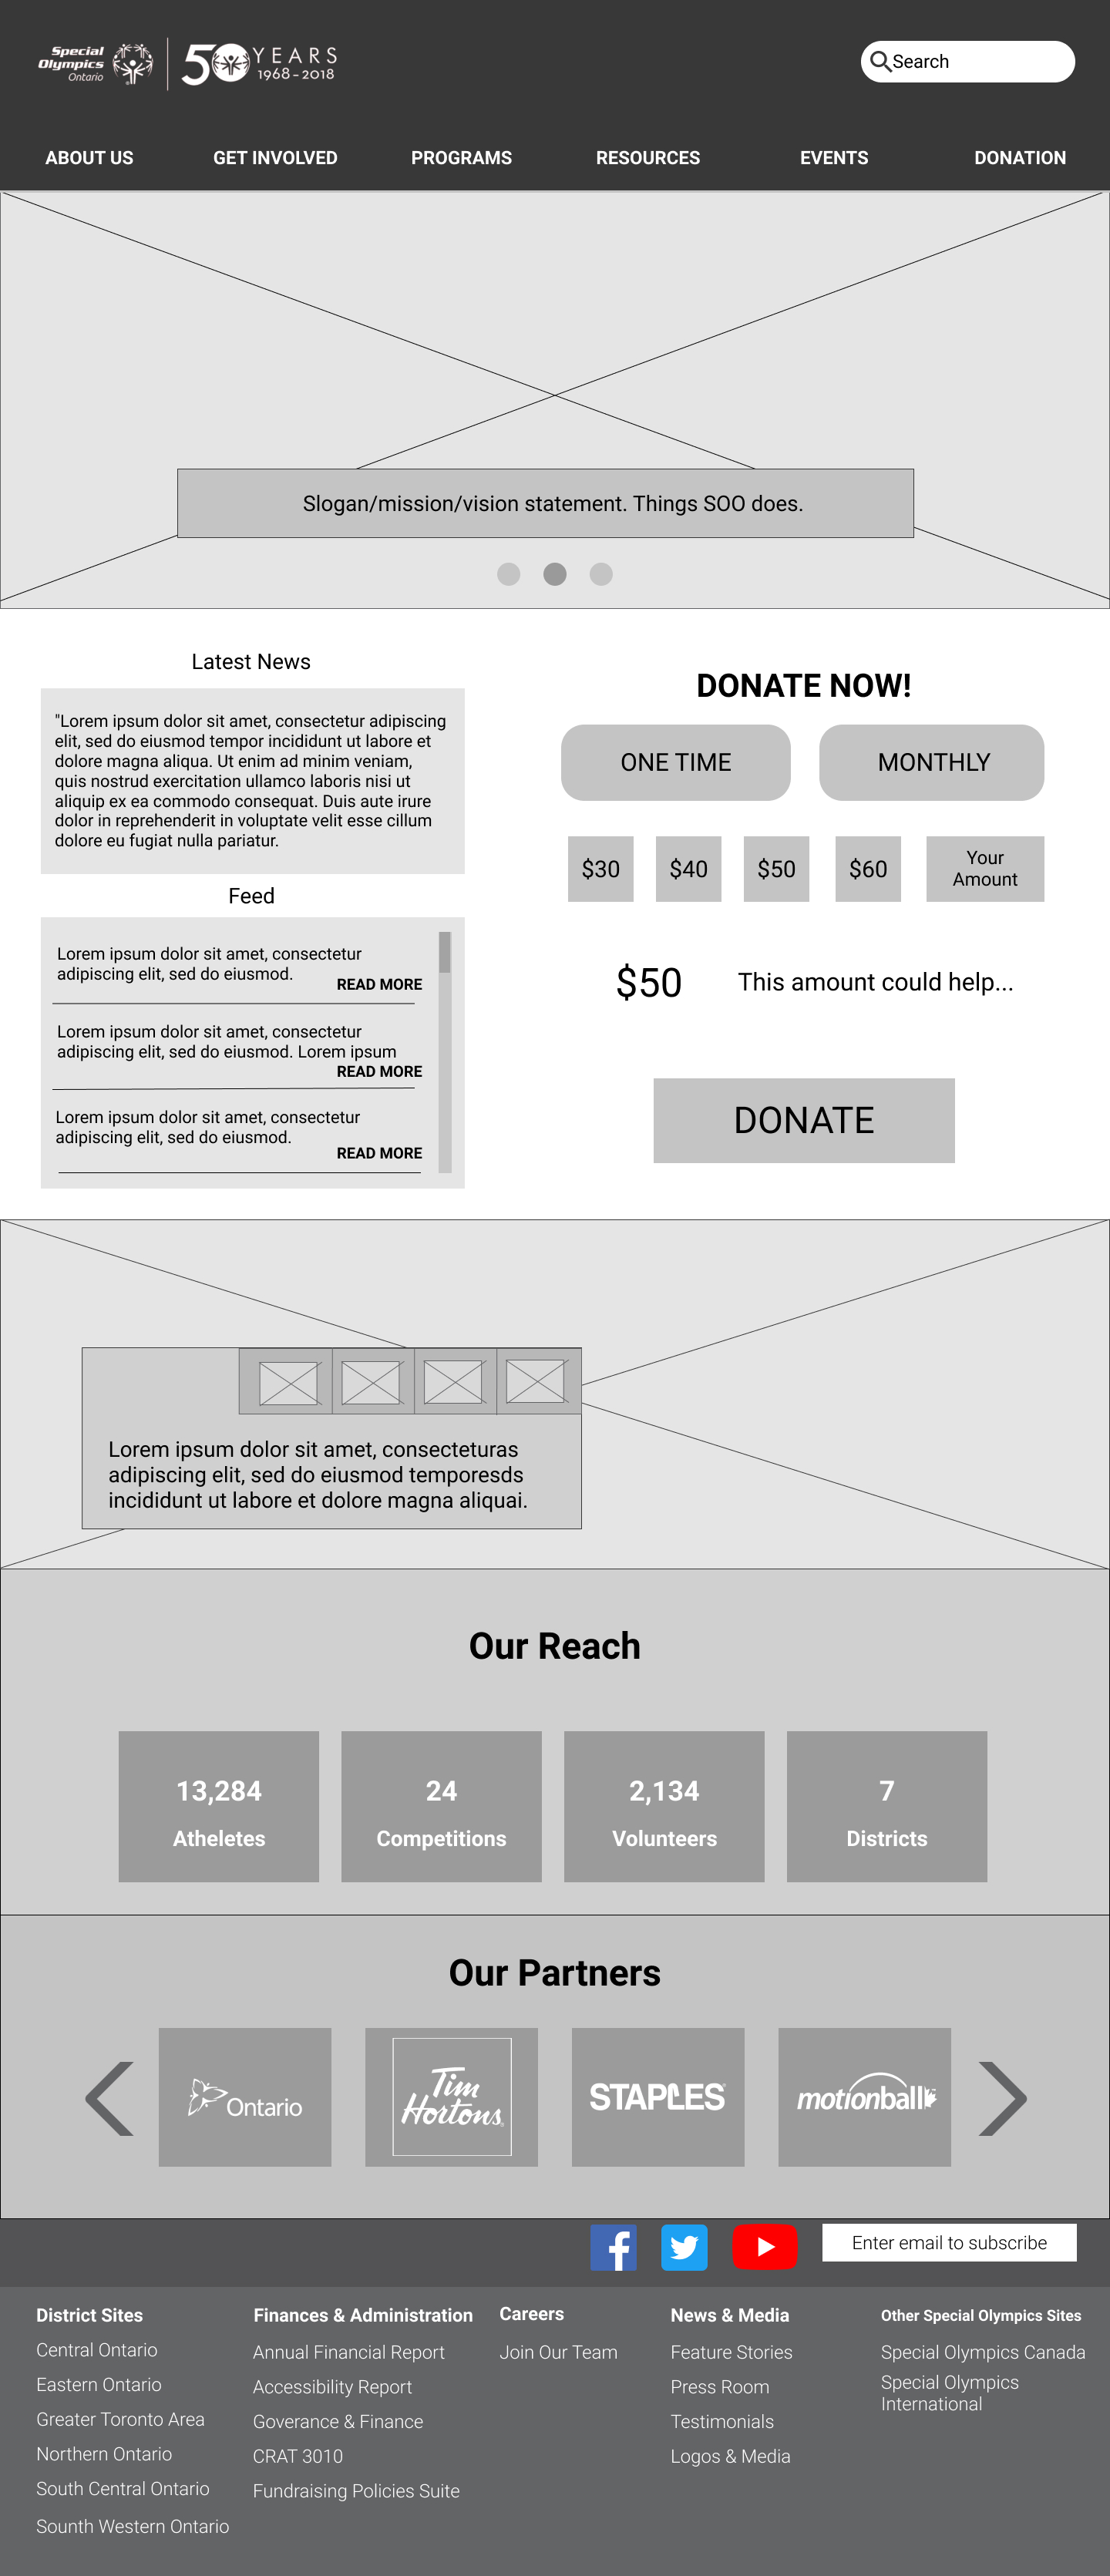 Special
Olympics
Ontario
50 YEARS
1968-2018
Search
ABOUT US
GET INVOLVED
PROGRAMS
RESOURCES
EVENTS
DONATION
Slogan/mission/vision statement. Things SOO does.
Latest News
"Lorem ipsum dolor sit amet, consectetur adipiscing
elit, sed do eiusmod tempor incididunt ut labore et
dolore magna aliqua. Ut enim ad minim veniam,
quis nostrud exercitation ullamco laboris nisi ut
aliquip ex ea commodo consequat. Duis aute irure
dolor in reprehenderit in voluptate velit esse cillum
dolore eu fugiat nulla pariatur.
Feed
Lorem ipsum dolor sit amet, consectetur
adipiscing elit, sed do eiusmod.
READ MORE
Lorem ipsum dolor sit amet, consectetur
adipiscing elit, sed do eiusmod. Lorem ipsum
READ MORE
Lorem ipsum dolor sit amet, consectetur
adipiscing elit, sed do eiusmod.
READ MORE
DONATE NOW!
ONE TIME
MONTHLY
$30
$40
$50
$60
Your
Amount
$50
This amount could help...
DONATE
Lorem ipsum dolor sit amet, consecteturas
adipiscing elit, sed do eiusmod temporesds
incididunt ut labore et dolore magna aliquai.
Our Reach
13,284
Atheletes
24
Competitions
2,134
Volunteers
7
Districts
Our Partners
Ontario
Tim
Hortons
STAPLES
motionball
Enter email to subscribe
District Sites
Central Ontario
Eastern Ontario
Greater Toronto Area
Northern Ontario
South Central Ontario
Sounth Western Ontario
Finances & Administration
Annual Financial Report
Accessibility Report
Goverance & Finance
CRAT 3010
Fundraising Policies Suite
Careers
Join Our Team
News & Media
Feature Stories
Press Room
Testimonials
Logos & Media
Other Special Olympics Sites
Special Olympics Canada
Special Olympics
International